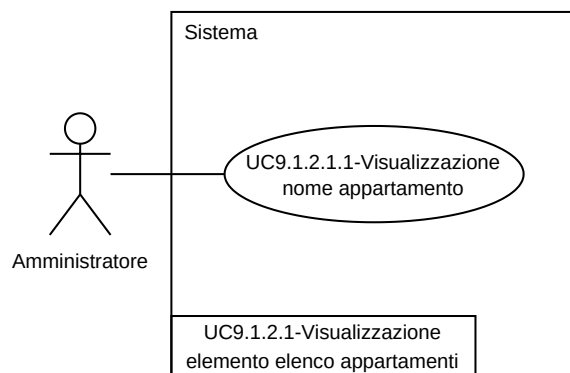 Sistema
UC9.1.2.1.1-Visualizzazione
nome appartamento
Amministratore
UC9.1.2.1-Visualizzazione
elemento elenco appartamenti